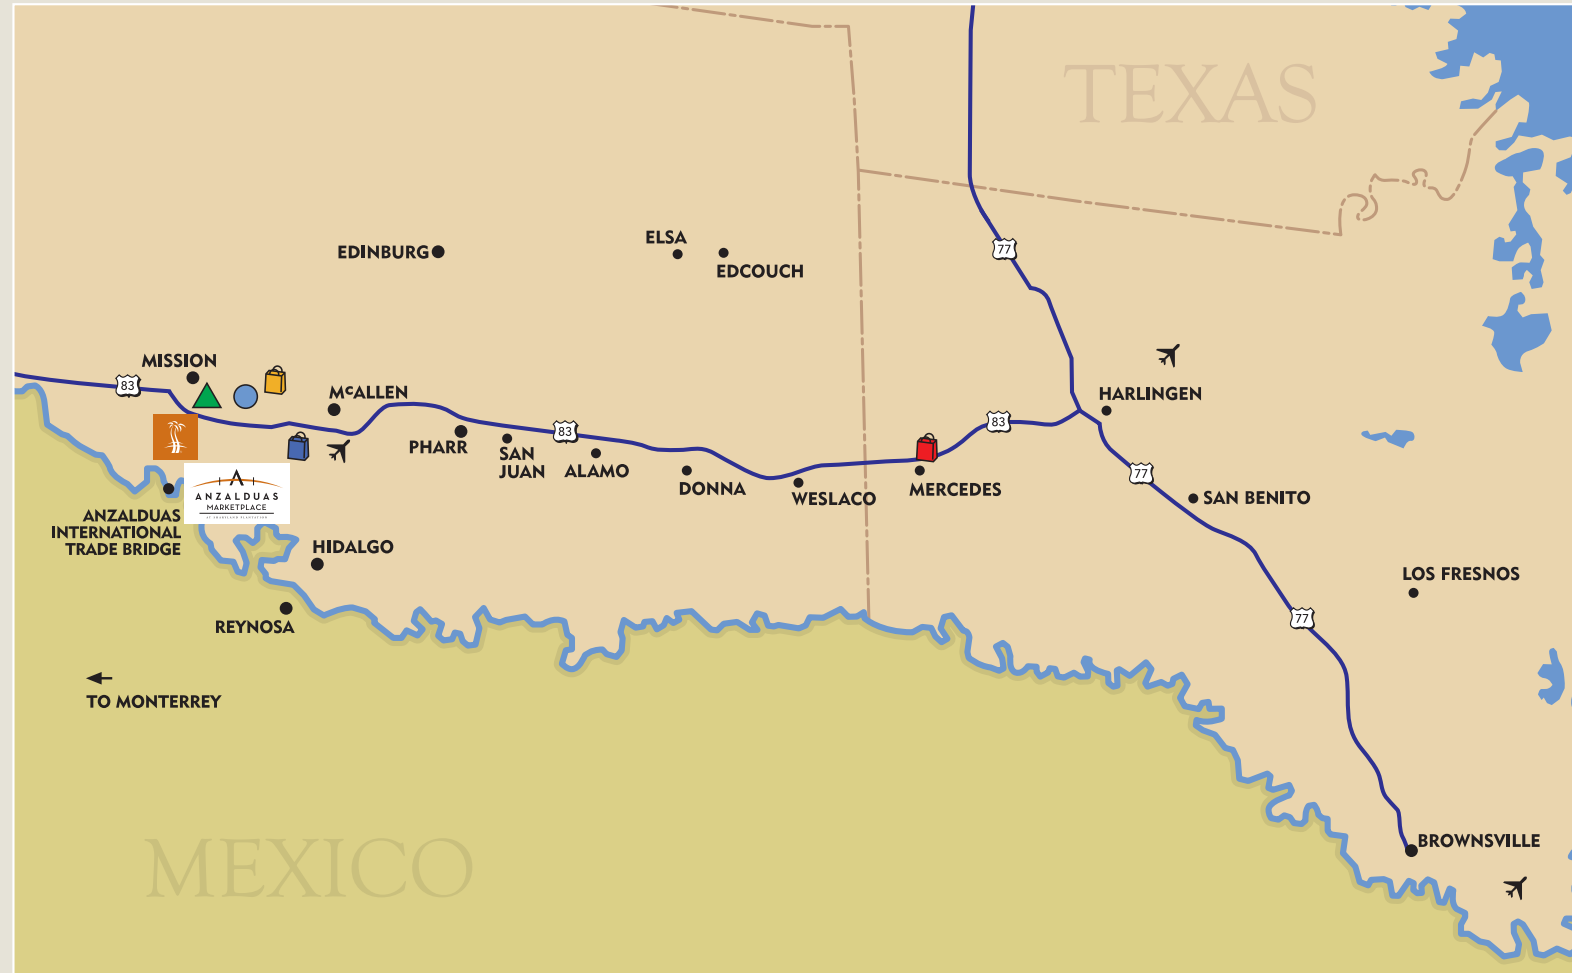 TEXAS
77
ELSA
EDINBURG
EDCOUCH
MISSION
83
McALLEN
HARLINGEN
83
83
PHARR
SAN
JUAN
ALAMO
DONNA
WESLACO
MERCEDES
77
SAN BENITO
ANZALDUAS
MARKETPLACE
ANZALDUAS
INTERNATIONAL
TRADE BRIDGE
HIDALGO
LOS FRESNOS
REYNOSA
77
TO MONTERREY
MEXICO
BROWNSVILLE